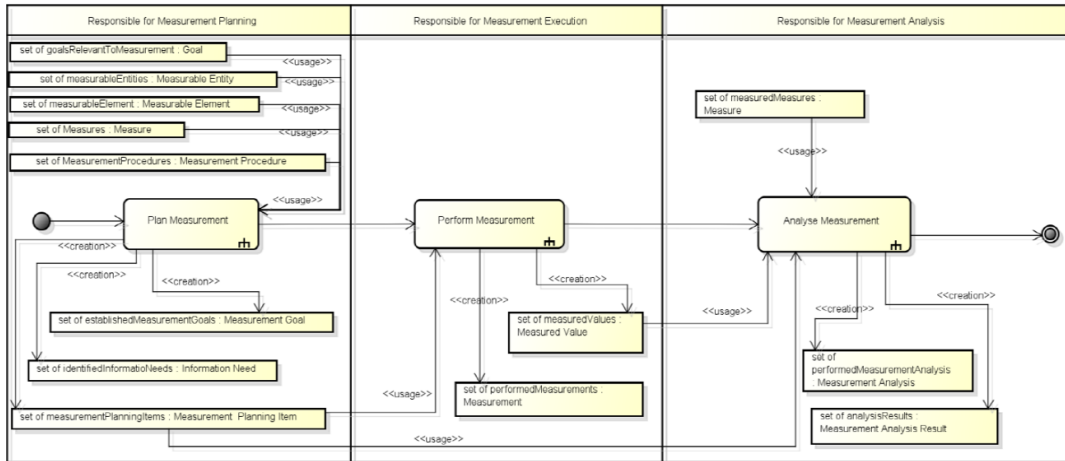 Responsible for Measurement Planning
Responsible for Measurement Execution
Responsible for Measurement Analysis
set of goalsRelevantToMeasurement : Goal
<<usage>>
set of measurableEntities : Measurable Entity
<<usage>>
set of measurableElement : Measurable Element
<<usage>>
set of Measures : Measure
<<usage>>
set of MeasurementProcedures : Measurement Procedure
<<usage>>
set of measuredMeasures :
Measure
<<usage>>
Plan Measurement
Perform Measurement
Analyse Measurement
<<creation>>
<<creation>>
<<creation>>
set of establishedMeasurementGoals : Measurement Goal
set of identifiedInformatioNeeds : Information Need
set of measurementPlanningItems : Measurement Planning Item
<<usage>>
<<creation>>
<<creation>>
set of measuredValues :
Measured Value
set of performedMeasurements :
Measurement
<<usage>>
<<usage>>
<<creation>>
<<creation>>
set of
performedMeasurementAnalysis
: Measurement Analysis
set of analysisResults :
Measurement Analysis Result